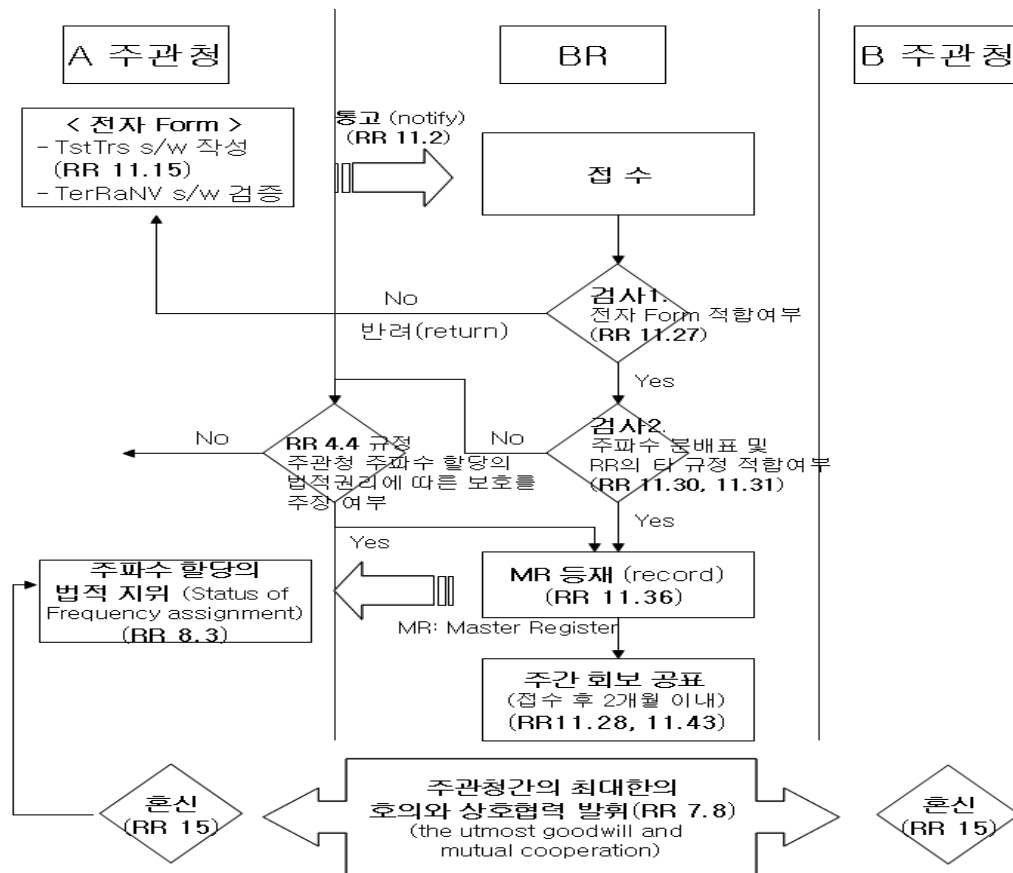 A 주관청
BR
B 주관청
< 전자 Form >
- TstTrs s/w 작성
(RR 11.15)
- TerRaNV s/w 검증
통고 (notify)
(RR 11.2)
접 수
No
반려(return)
검사1.
전자 Form 적합여부
(RR 11.27)
Yes
No
RR 4.4 규정
주관청 주파수 할당의
법적권리에 따른 보호를
주장 여부
No
검사2.
주파수 분배표 및
RR의 타 규정 적합여부
(RR 11.30, 11.31)
Yes
Yes
주파수 할당의
법적 지위 (Status of
Frequency assignment)
(RR 8.3)
MR 등재 (record)
(RR 11.36)
MR: Master Register
주간 회보 공표
(접수 후 2개월 이내)
(RR11.28, 11.43)
혼신
(RR 15)
주관청간의 최대한의
호의와 상호협력 발휘(RR 7.8)
(the utmost goodwill and
mutual cooperation)
혼신
(RR 15)